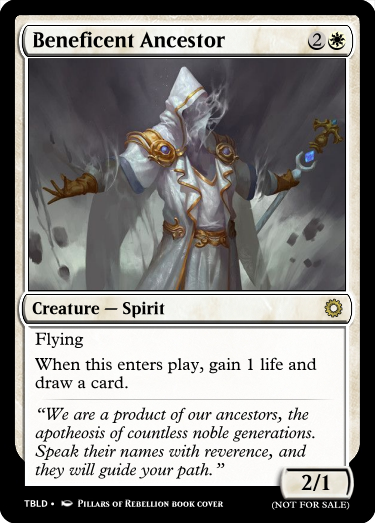 Beneficent Ancestor 2
Creature — Spirit
Flying
When this enters play, gain 1 life and
draw a card.
“We are a product of our ancestors, the
apotheosis of countless noble generations.
Speak their names with reverence, and
they will guide your path.”
2/1
TBLD • Pillars of Rebellion book cover
(NOT FOR SALE)